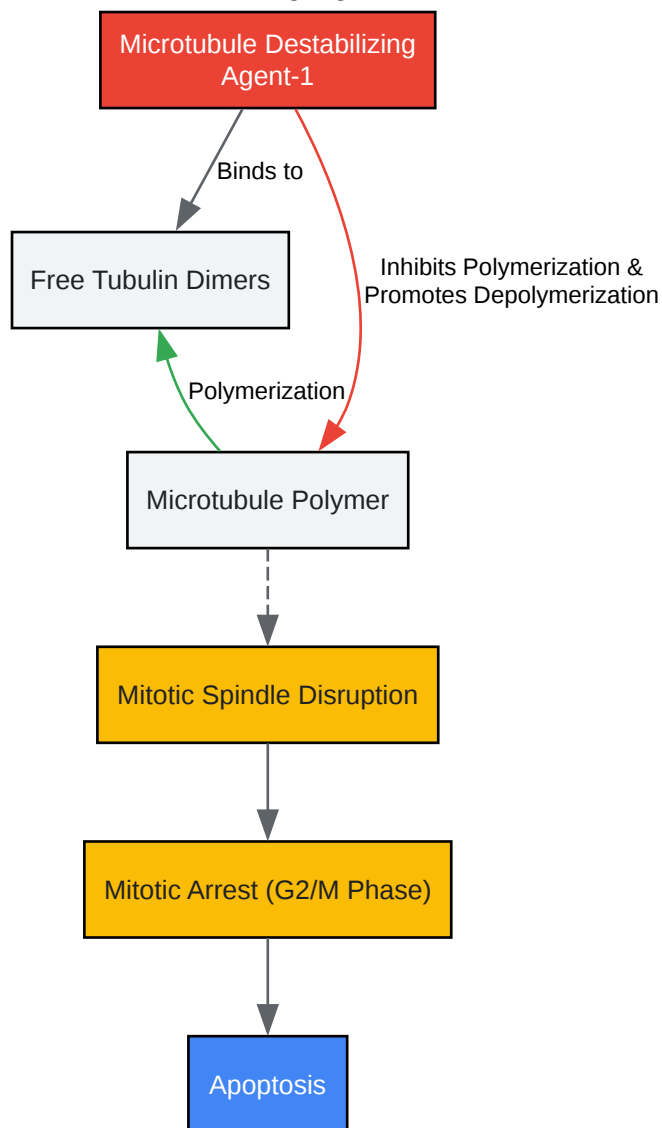 Microtubule Destabilizing
Agent-1
Binds to
Free Tubulin Dimers
Inhibits Polymerization &
Promotes Depolymerization
Polymerization
Microtubule Polymer
Mitotic Spindle Disruption
Mitotic Arrest (G2/M Phase)
Apoptosis